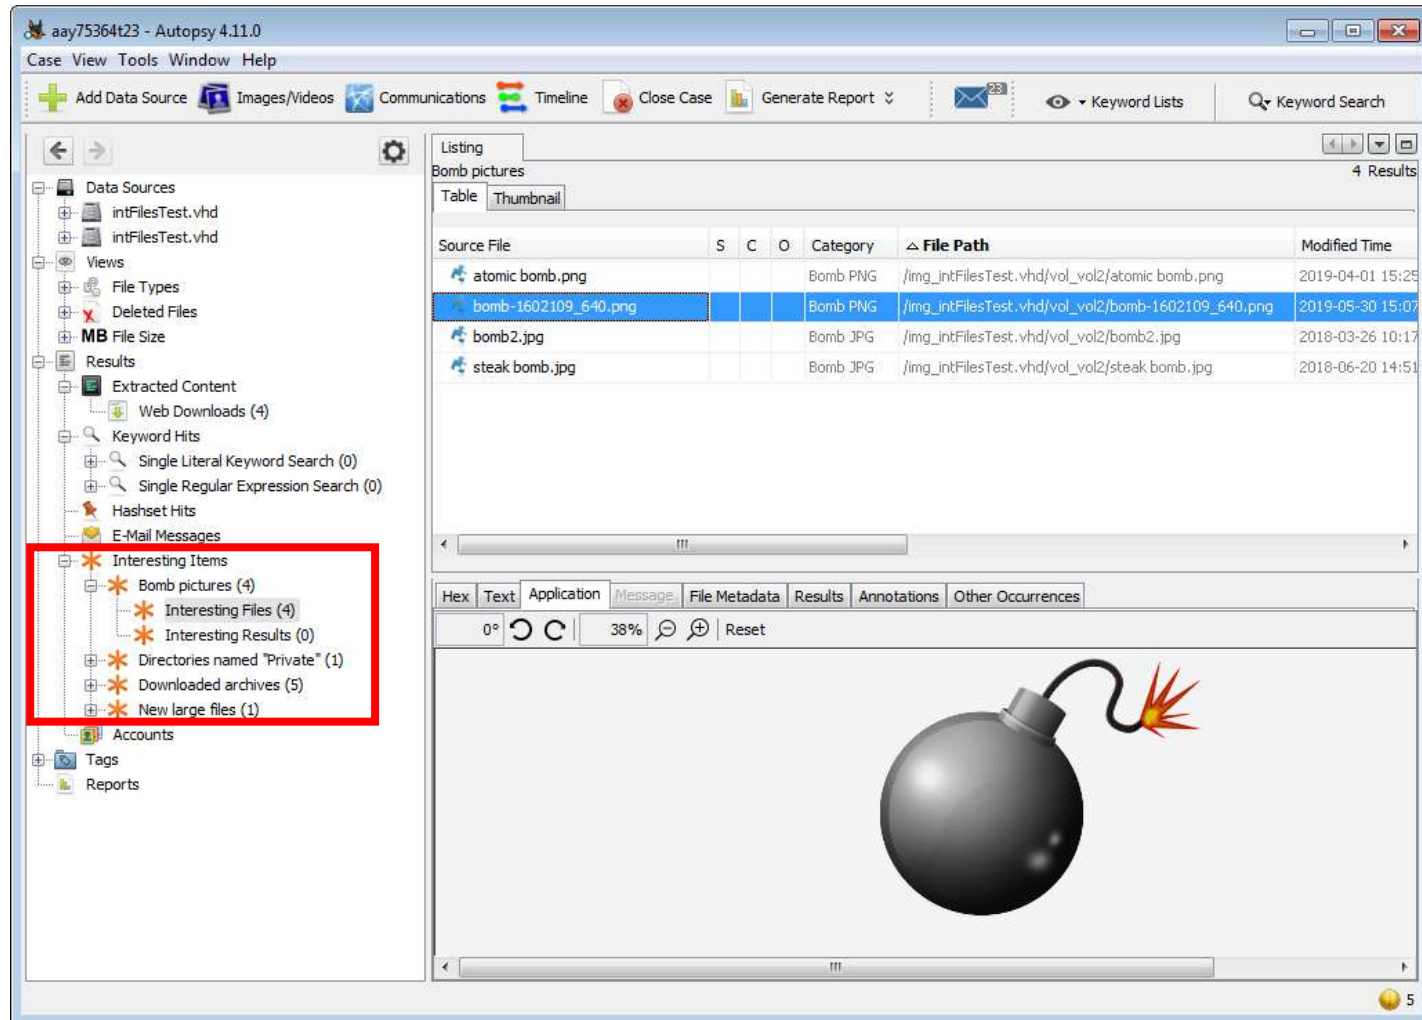 aay75364t23 - Autopsy 4.11.0
Case View Tools Window Help
Add Data Source Images/Videos Communications Timeline Close Case Generate Report 23 Keyword Lists Keyword Search
Data Sources
intFilesTest.vhd
intFilesTest.vhd
Views
File Types
Deleted Files
MB File Size
Results
Extracted Content
Web Downloads (4)
Keyword Hits
Single Literal Keyword Search (0)
Single Regular Expression Search (0)
Hashset Hits
E-Mail Messages
Interesting Items
Bomb pictures (4)
Interesting Files (4)
Interesting Results (0)
Directories named "Private" (1)
Downloaded archives (5)
New large files (1)
Accounts
Tags
Reports
Listing
Bomb pictures 4 Results
Table Thumbnail
Source File S C O Category File Path Modified Time
atomic bomb.png Bomb PNG /img_intFilesTest.vhd/vol_vol2/atomic bomb.png 2019-04-01 15:25
bomb-1602109_640.png Bomb PNG /img_intFilesTest.vhd/vol_vol2/bomb-1602109_640.png 2019-05-30 15:07
bomb2.jpg Bomb JPG /img_intFilesTest.vhd/vol_vol2/bomb2.jpg 2018-03-26 10:17
steak bomb.jpg Bomb JPG /img_intFilesTest.vhd/vol_vol2/steak bomb.jpg 2018-06-20 14:51
Hex Text Application Message File Metadata Results Annotations Other Occurrences
0° 38% Reset
5